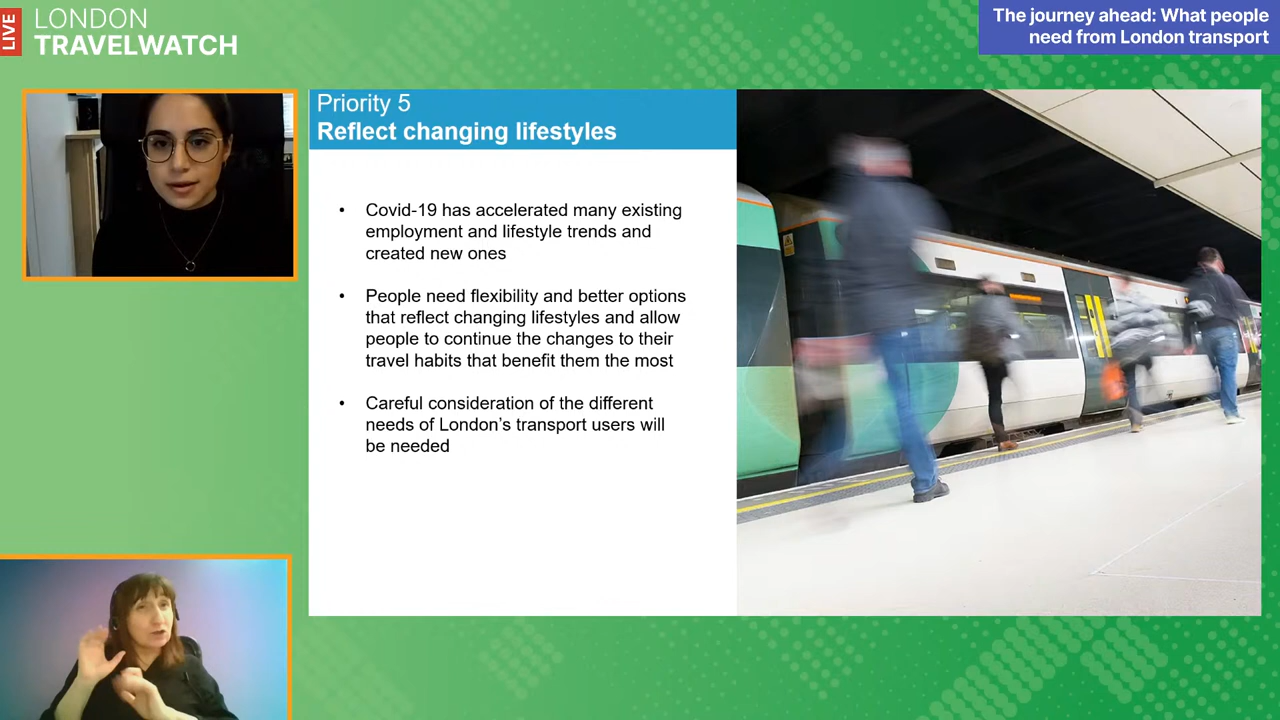 LIVE
LONDON
TRAVELWATCH
The journey ahead: What people
need from London transport
Priority 5
Reflect changing lifestyles
• Covid-19 has accelerated many existing
employment and lifestyle trends and
created new ones
• People need flexibility and better options
that reflect changing lifestyles and allow
people to continue the changes to their
travel habits that benefit them the most
• Careful consideration of the different
needs of London's transport users will
be needed